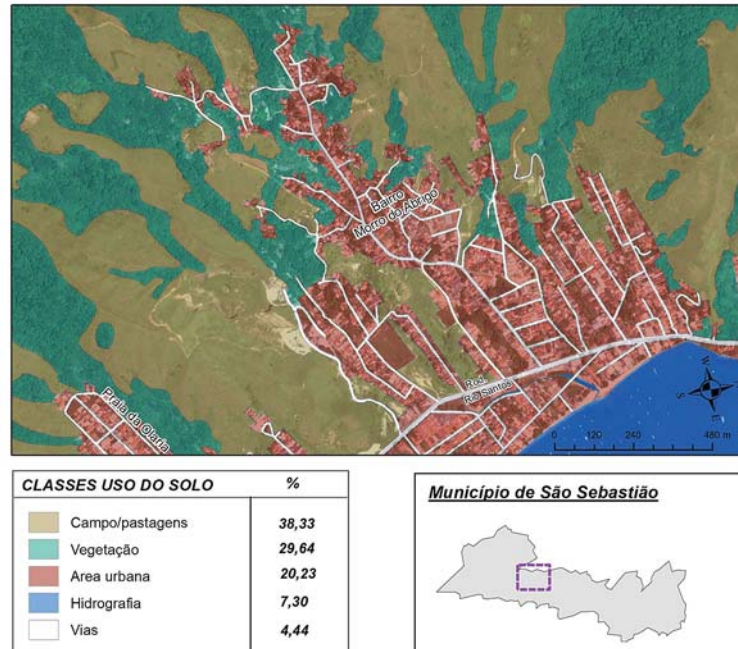 Bairro
Morro do Abrigo
Rod.
Rio Santos
Praia da Olaria
W
S
E
0 120 240 480 m
CLASSES USO DO SOLO %
Campo/pastagens 38,33
Vegetação 29,64
Area urbana 20,23
Hidrografia 7,30
Vias 4,44
Município de São Sebastião